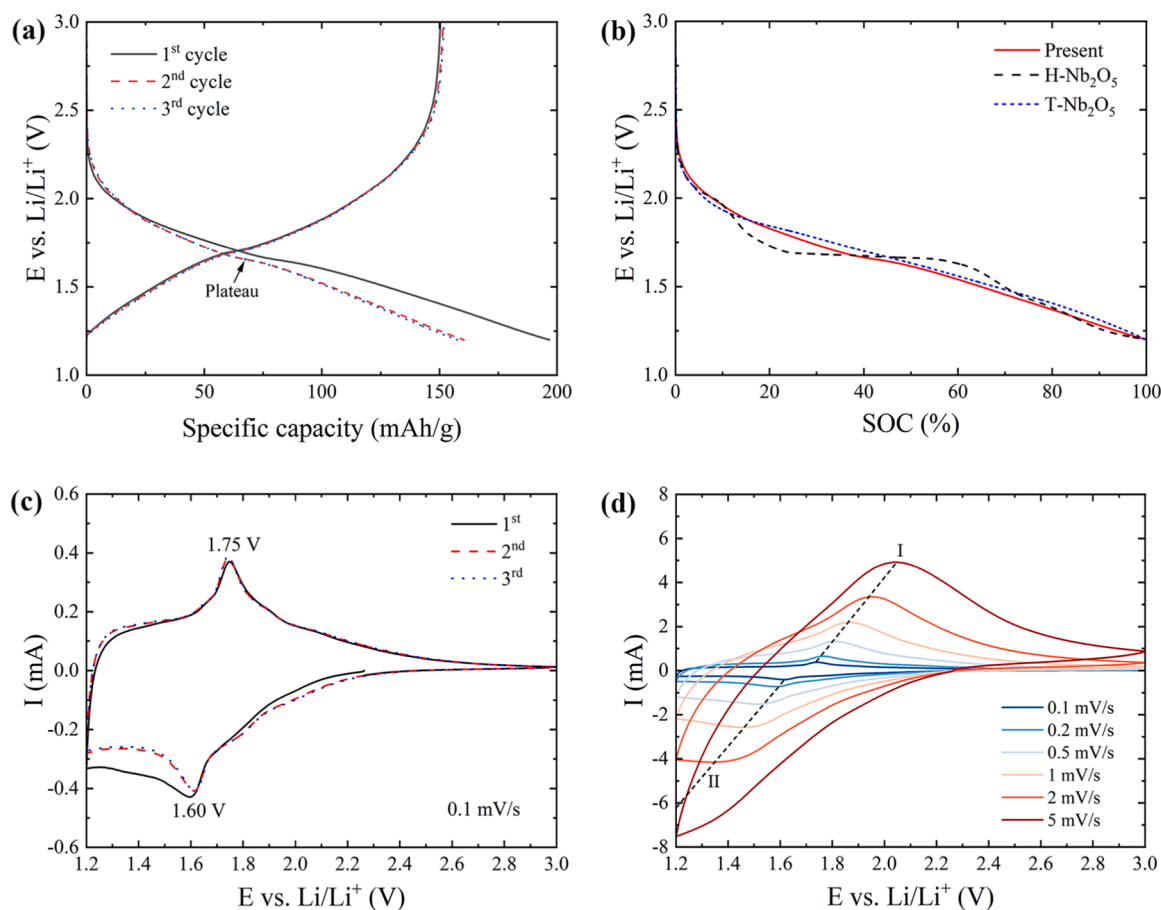 (a)
3.0
2.5
2.0
1.5
1.0
E vs. Li/Li⁺ (V)
1ˢᵗ cycle
2ⁿᵈ cycle
3ʳᵈ cycle
Plateau
0 50 100 150 200
Specific capacity (mAh/g)
(b)
3.0
2.5
2.0
1.5
1.0
E vs. Li/Li⁺ (V)
Present
H-Nb₂O₅
T-Nb₂O₅
0 20 40 60 80 100
SOC (%)
(c)
0.6
0.4
0.2
0.0
-0.2
-0.4
-0.6
I (mA)
1ˢᵗ
2ⁿᵈ
3ʳᵈ
1.75 V
1.60 V
0.1 mV/s
1.2 1.4 1.6 1.8 2.0 2.2 2.4 2.6 2.8 3.0
E vs. Li/Li⁺ (V)
(d)
8
6
4
2
0
-2
-4
-6
-8
I (mA)
I
II
0.1 mV/s
0.2 mV/s
0.5 mV/s
1 mV/s
2 mV/s
5 mV/s
1.2 1.4 1.6 1.8 2.0 2.2 2.4 2.6 2.8 3.0
E vs. Li/Li⁺ (V)